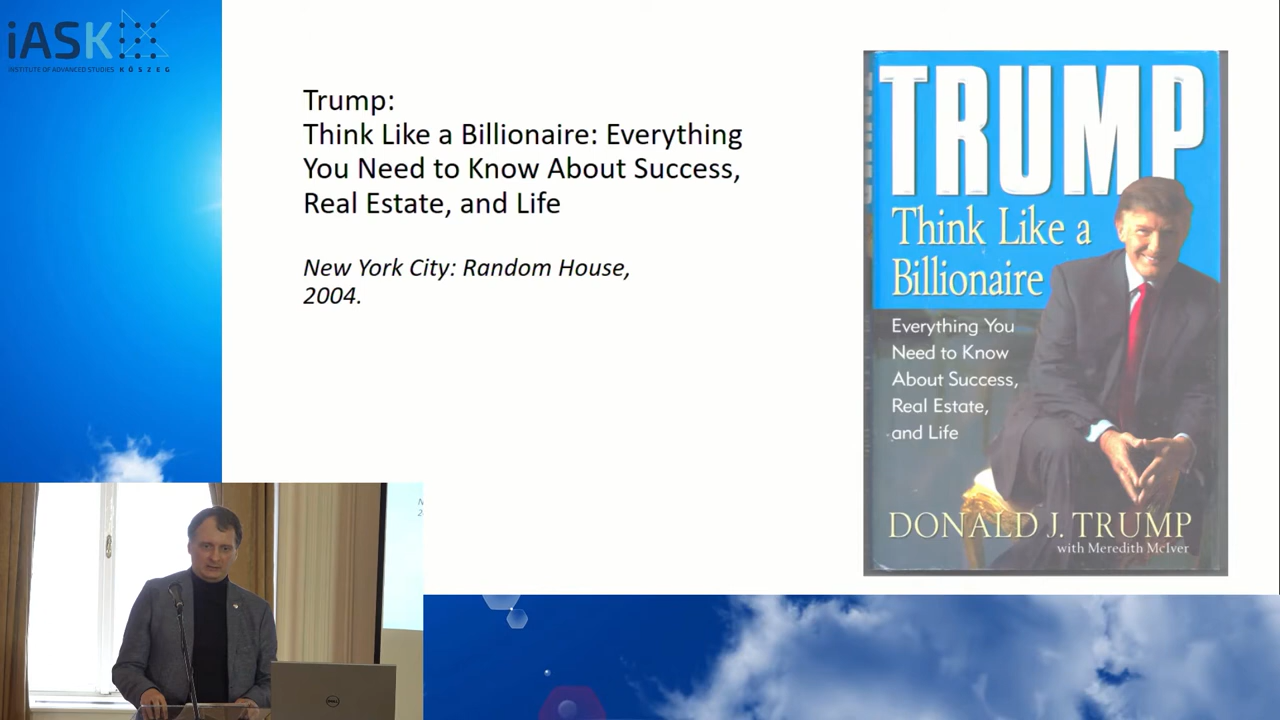 iASK
INSTITUTE OF ADVANCED STUDIES KŐSZEG
Trump:
Think Like a Billionaire: Everything
You Need to Know About Success,
Real Estate, and Life
New York City: Random House,
2004.
TRUMP
Think Like a
Billionaire
Everything You
Need to Know
About Success,
Real Estate,
and Life
DONALD J. TRUMP
with Meredith McIver
DELL